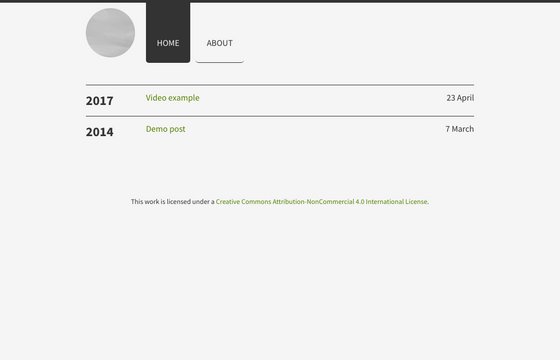 HOME
ABOUT
2017 Video example 23 April
2014 Demo post 7 March
This work is licensed under a Creative Commons Attribution-NonCommercial 4.0 International License.